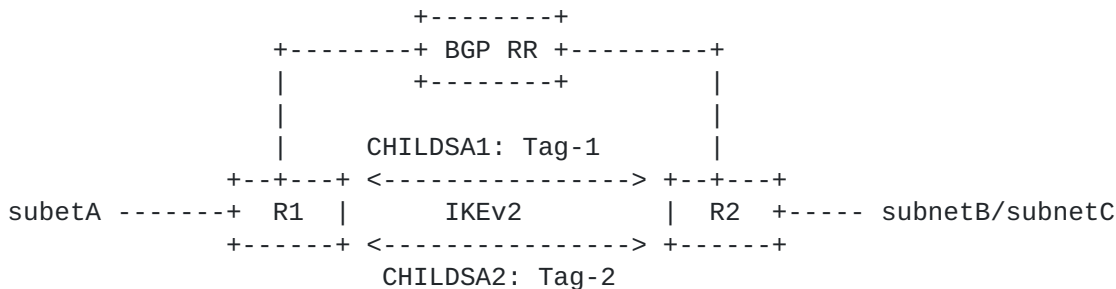 BGP RR
CHILDSA1: Tag-1
subetA R1 IKEv2 R2 subnetB/subnetC
CHILDSA2: Tag-2